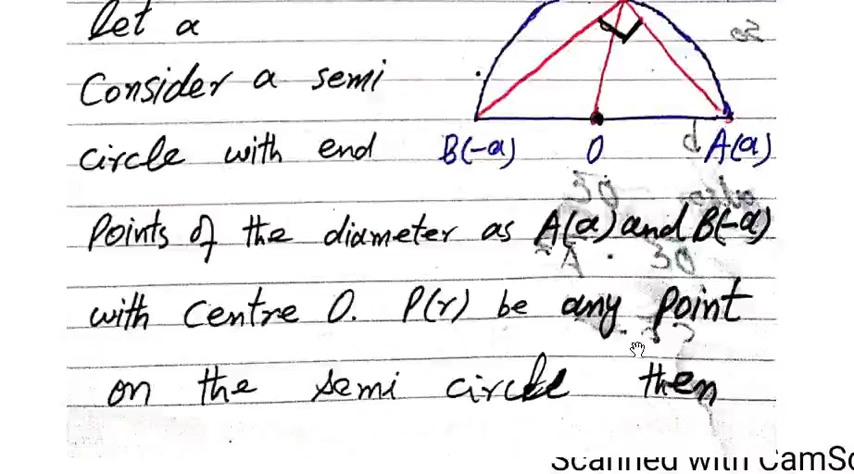 let a
Consider a semi
circle with end B(-a) O A(a)
points of the diameter as A(a) and B(-a)
with Centre O. P(r) be any point
on the semi circle then
Scanned with CamSc